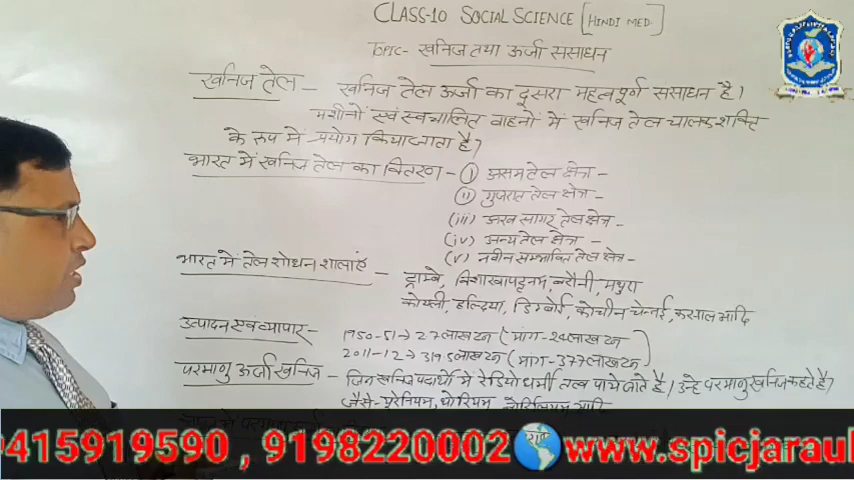 CLASS-10 SOCIAL SCIENCE [HINDI MED.]
TOPIC- खनिज तथा ऊर्जा संसाधन
खनिज तेल - खनिज तेल ऊर्जा का दूसरा महत्वपूर्ण संसाधन है।
मशीनों एवं स्वचालित वाहनों में खनिज तेल चालक शक्ति
के रूप में प्रयोग किया जाता है।
भारत में खनिज तेल का वितरण - (i) असम तेल क्षेत्र -
(ii) गुजरात तेल क्षेत्र -
(iii) अरब सागर तेल क्षेत्र -
(iv) अन्य तेल क्षेत्र -
(v) नवीन सम्भावित तेल क्षेत्र -
भारत में तेल शोधन शालाएं - ट्राम्बे, विशाखापट्टनम, बरौनी, मथुरा
कोयली, हल्दिया, डिग्बोई, कोचीन चेन्नई, करनाल आदि
उत्पादन एवं व्यापार - 1950-51 → 2.7 लाख टन (मांग -
2011-12 → लाख टन (मांग - 377 लाख टन)
परमाणु ऊर्जा खनिज - जिन खनिज पदार्थों में रेडियोधर्मी तत्व पाये जाते है। उन्हे परमाणु खनिज कहते है।
जैसे - यूरेनियम, थोरियम,
9415919590 , 9198220002 www.spicjaraul